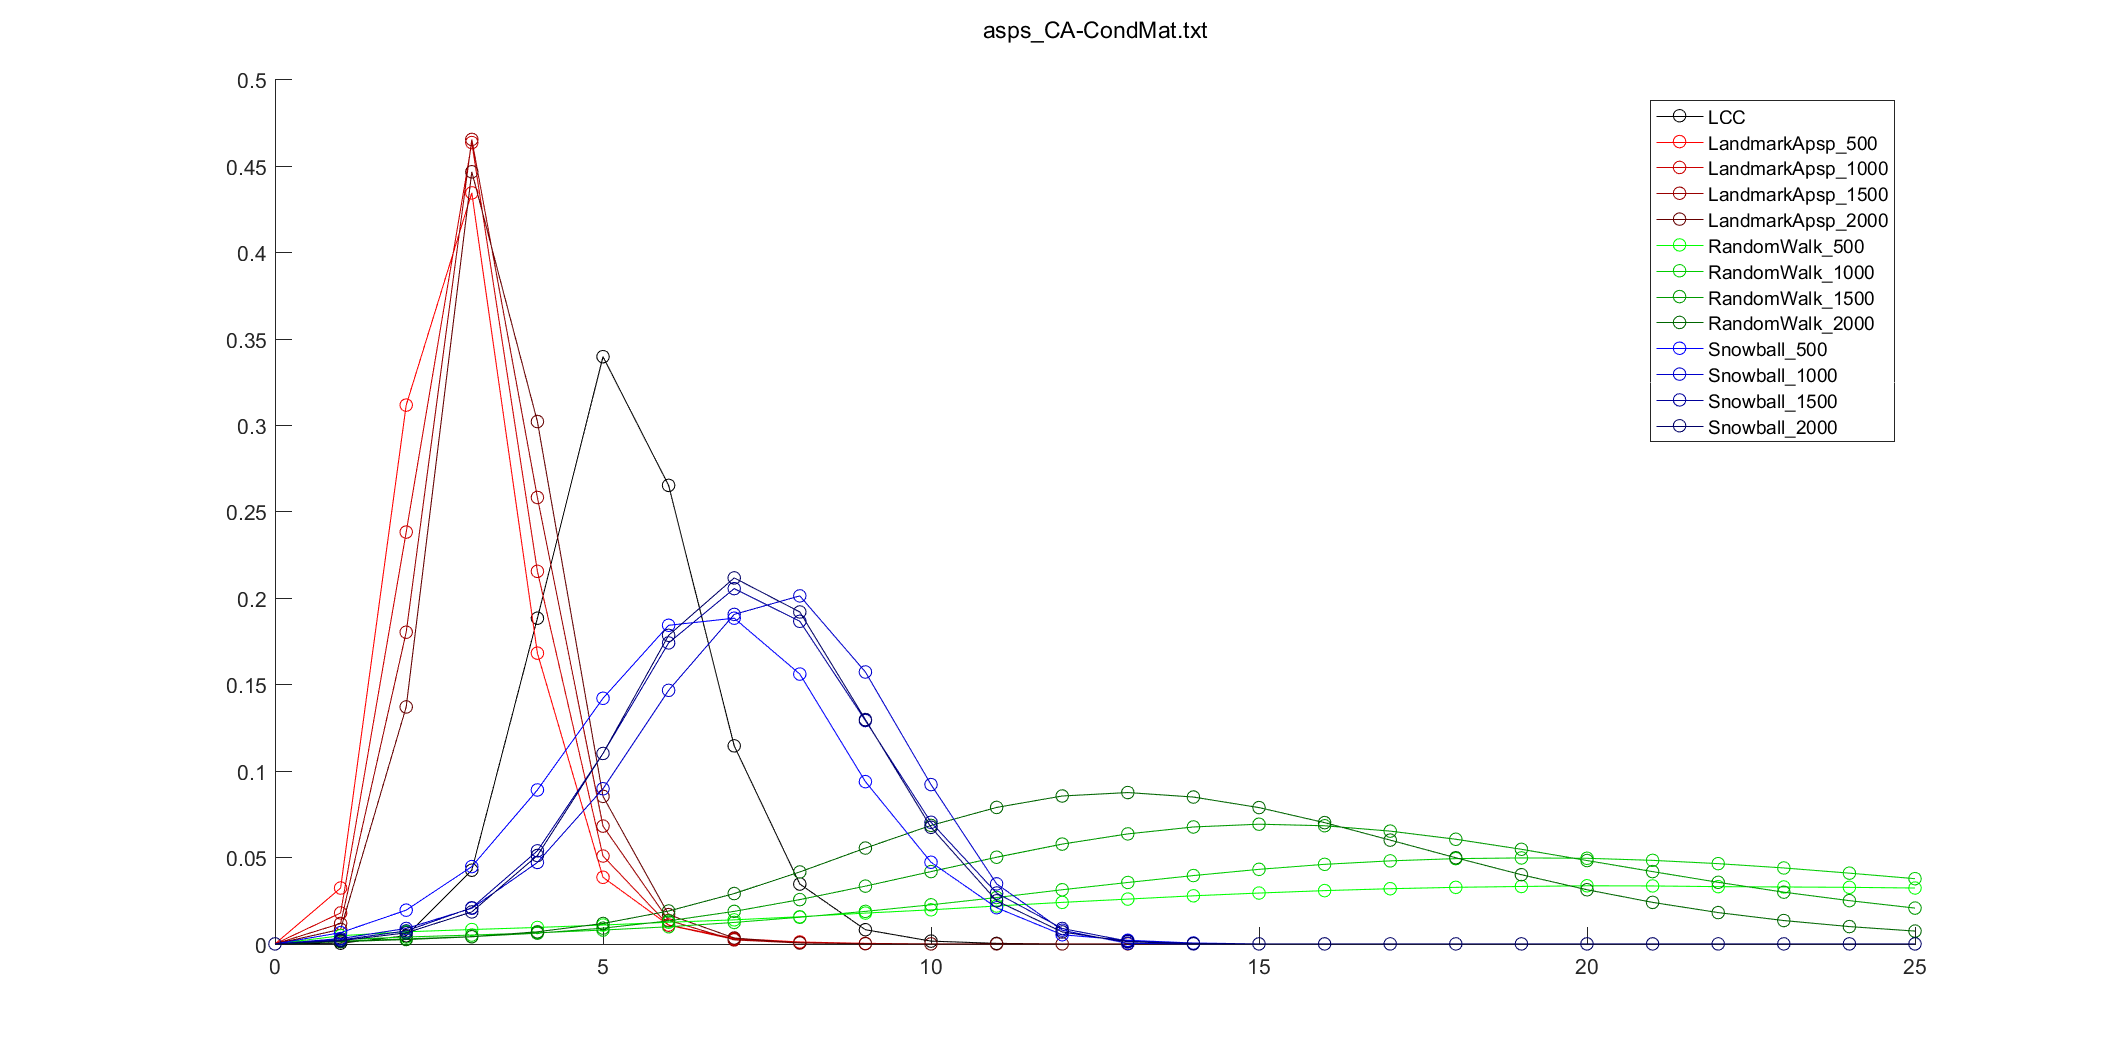 asps_CA-CondMat.txt
0.5
0.45
0.4
0.35
0.3
0.25
0.2
0.15
0.1
0.05
0
0 5 10 15 20 25
LCC
LandmarkApsp_500
LandmarkApsp_1000
LandmarkApsp_1500
LandmarkApsp_2000
RandomWalk_500
RandomWalk_1000
RandomWalk_1500
RandomWalk_2000
Snowball_500
Snowball_1000
Snowball_1500
Snowball_2000